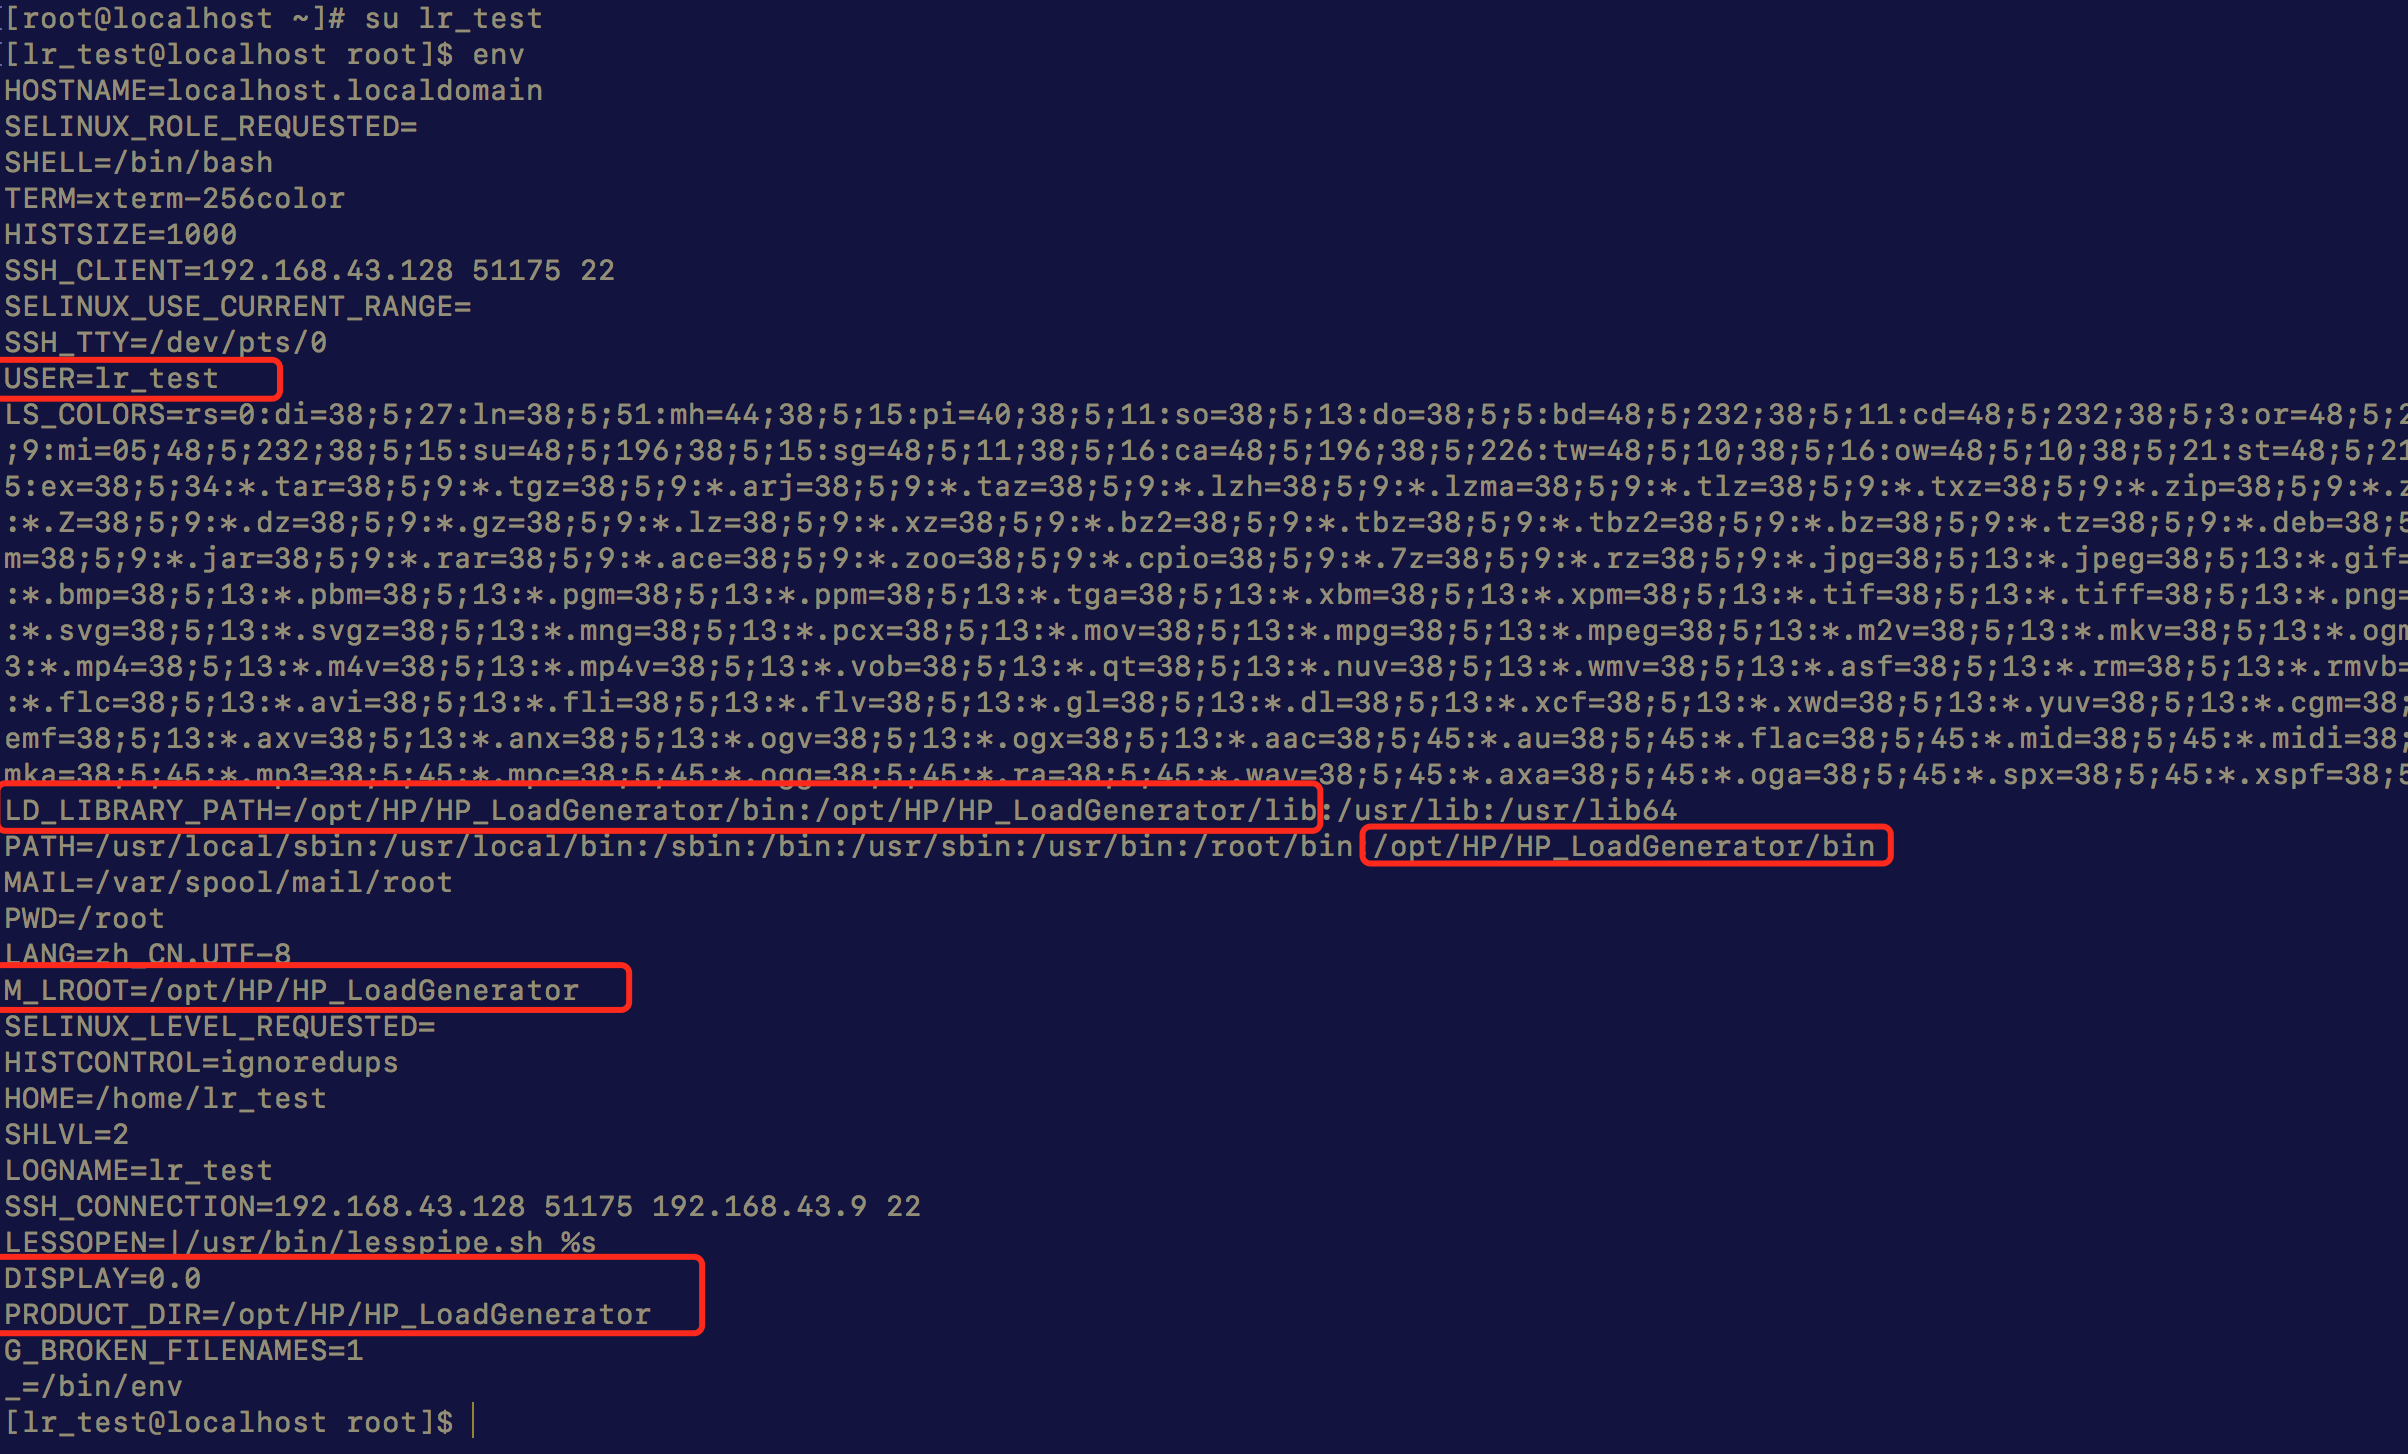 [[root@localhost ~]# su lr_test
[[lr_test@localhost root]$ env
HOSTNAME=localhost.localdomain
SELINUX_ROLE_REQUESTED=
SHELL=/bin/bash
TERM=xterm-256color
HISTSIZE=1000
SSH_CLIENT=192.168.43.128 51175 22
SELINUX_USE_CURRENT_RANGE=
SSH_TTY=/dev/pts/0
USER=lr_test
LS_COLORS=rs=0:di=38;5;27:ln=38;5;51:mh=44;38;5;15:pi=40;38;5;11:so=38;5;13:do=38;5;5:bd=48;5;232;38;5;11:cd=48;5;232;38;5;3:or=48;5;2
;9:mi=05;48;5;232;38;5;15:su=48;5;196;38;5;15:sg=48;5;11;38;5;16:ca=48;5;196;38;5;226:tw=48;5;10;38;5;16:ow=48;5;10;38;5;21:st=48;5;21
5:ex=38;5;34:*.tar=38;5;9:*.tgz=38;5;9:*.arj=38;5;9:*.taz=38;5;9:*.lzh=38;5;9:*.lzma=38;5;9:*.tlz=38;5;9:*.txz=38;5;9:*.zip=38;5;9:*.z
:*.Z=38;5;9:*.dz=38;5;9:*.gz=38;5;9:*.lz=38;5;9:*.xz=38;5;9:*.bz2=38;5;9:*.tbz=38;5;9:*.tbz2=38;5;9:*.bz=38;5;9:*.tz=38;5;9:*.deb=38;5
m=38;5;9:*.jar=38;5;9:*.rar=38;5;9:*.ace=38;5;9:*.zoo=38;5;9:*.cpio=38;5;9:*.7z=38;5;9:*.rz=38;5;9:*.jpg=38;5;13:*.jpeg=38;5;13:*.gif=
:*.bmp=38;5;13:*.pbm=38;5;13:*.pgm=38;5;13:*.ppm=38;5;13:*.tga=38;5;13:*.xbm=38;5;13:*.xpm=38;5;13:*.tif=38;5;13:*.tiff=38;5;13:*.png=
:*.svg=38;5;13:*.svgz=38;5;13:*.mng=38;5;13:*.pcx=38;5;13:*.mov=38;5;13:*.mpg=38;5;13:*.mpeg=38;5;13:*.m2v=38;5;13:*.mkv=38;5;13:*.ogm
3:*.mp4=38;5;13:*.m4v=38;5;13:*.mp4v=38;5;13:*.vob=38;5;13:*.qt=38;5;13:*.nuv=38;5;13:*.wmv=38;5;13:*.asf=38;5;13:*.rm=38;5;13:*.rmvb=
:*.flc=38;5;13:*.avi=38;5;13:*.fli=38;5;13:*.flv=38;5;13:*.gl=38;5;13:*.dl=38;5;13:*.xcf=38;5;13:*.xwd=38;5;13:*.yuv=38;5;13:*.cgm=38;
emf=38;5;13:*.axv=38;5;13:*.anx=38;5;13:*.ogv=38;5;13:*.ogx=38;5;13:*.aac=38;5;45:*.au=38;5;45:*.flac=38;5;45:*.mid=38;5;45:*.midi=38;
mka=38;5;45:*.mp3=38;5;45:*.mpc=38;5;45:*.ogg=38;5;45:*.ra=38;5;45:*.wav=38;5;45:*.axa=38;5;45:*.oga=38;5;45:*.spx=38;5;45:*.xspf=38;5
LD_LIBRARY_PATH=/opt/HP/HP_LoadGenerator/bin:/opt/HP/HP_LoadGenerator/lib:/usr/lib:/usr/lib64
PATH=/usr/local/sbin:/usr/local/bin:/sbin:/bin:/usr/sbin:/usr/bin:/root/bin:/opt/HP/HP_LoadGenerator/bin
MAIL=/var/spool/mail/root
PWD=/root
LANG=zh_CN.UTF-8
M_LROOT=/opt/HP/HP_LoadGenerator
SELINUX_LEVEL_REQUESTED=
HISTCONTROL=ignoredups
HOME=/home/lr_test
SHLVL=2
LOGNAME=lr_test
SSH_CONNECTION=192.168.43.128 51175 192.168.43.9 22
LESSOPEN=|/usr/bin/lesspipe.sh %s
DISPLAY=0.0
PRODUCT_DIR=/opt/HP/HP_LoadGenerator
G_BROKEN_FILENAMES=1
_=/bin/env
[lr_test@localhost root]$